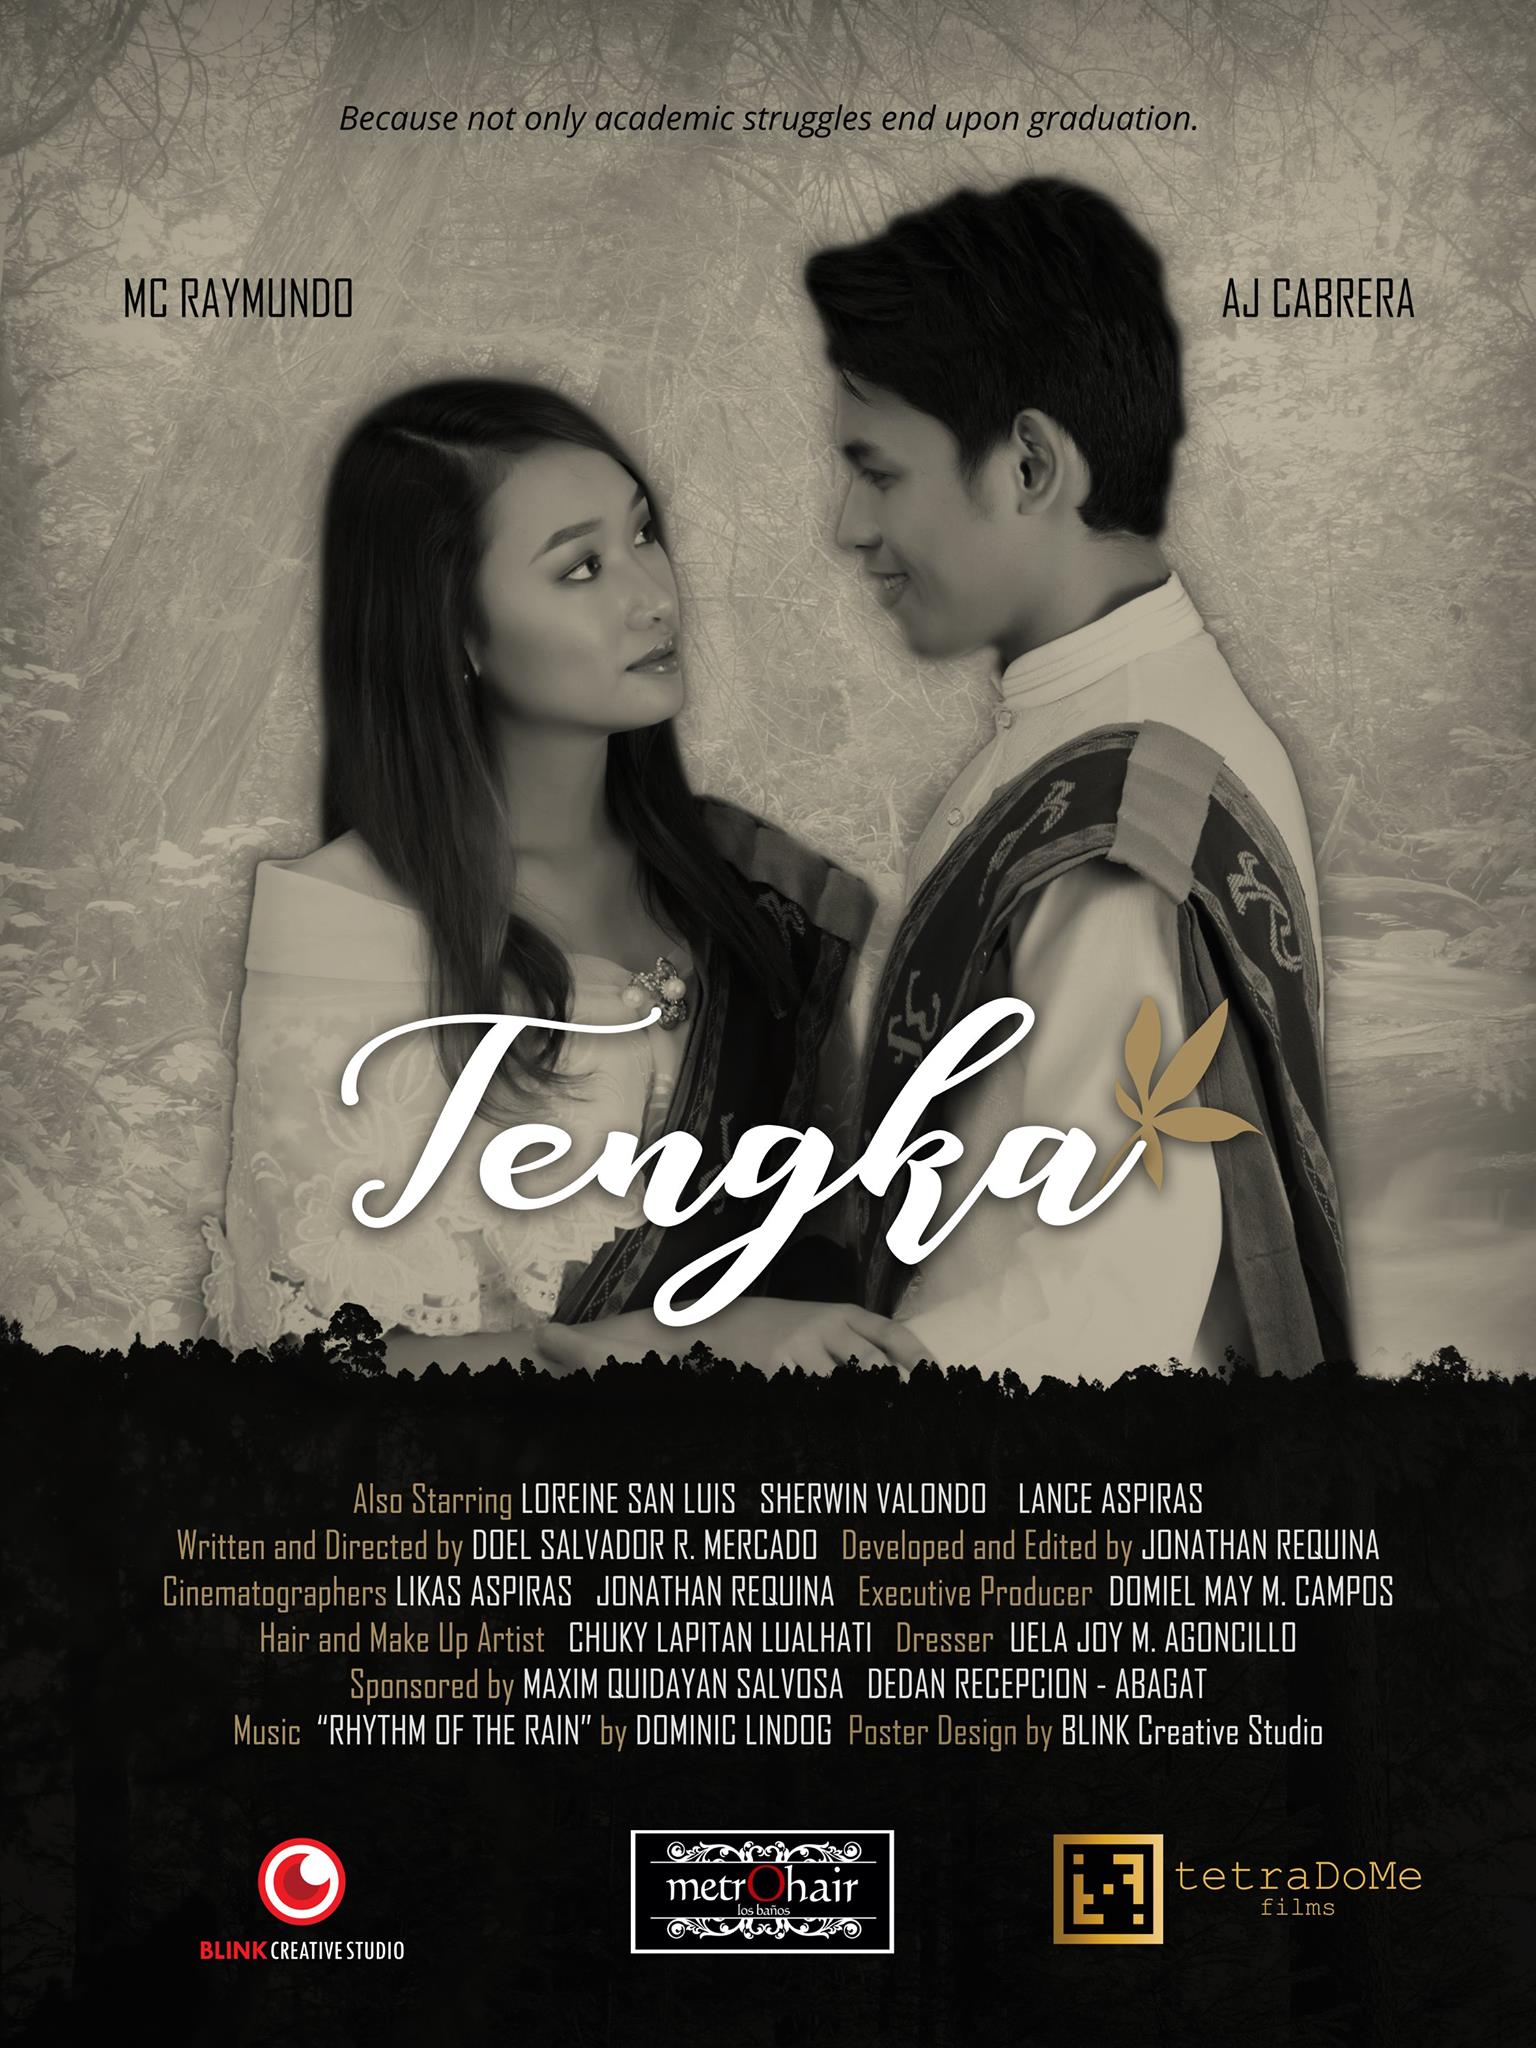 Because not only academic struggles end upon graduation.
MC RAYMUNDO
AJ CABRERA
Tengka
Also Starring LOREINE SAN LUIS SHERWIN VALONDO LANCE ASPIRAS
Written and Directed by DOEL SALVADOR R. MERCADO Developed and Edited by JONATHAN REQUINA
Cinematographers LIKAS ASPIRAS JONATHAN REQUINA Executive Producer DOMIEL MAY M. CAMPOS
Hair and Make Up Artist CHUKY LAPITAN LUALHATI Dresser UELA JOY M. AGONCILLO
Sponsored by MAXIM QUIDAYAN SALVOSA DEDAN RECEPCION - ABAGAT
Music “RHYTHM OF THE RAIN” by DOMINIC LINDOG Poster Design by BLINK Creative Studio
BLINK CREATIVE STUDIO
metrOhair
los baños
tetraDoMe
films